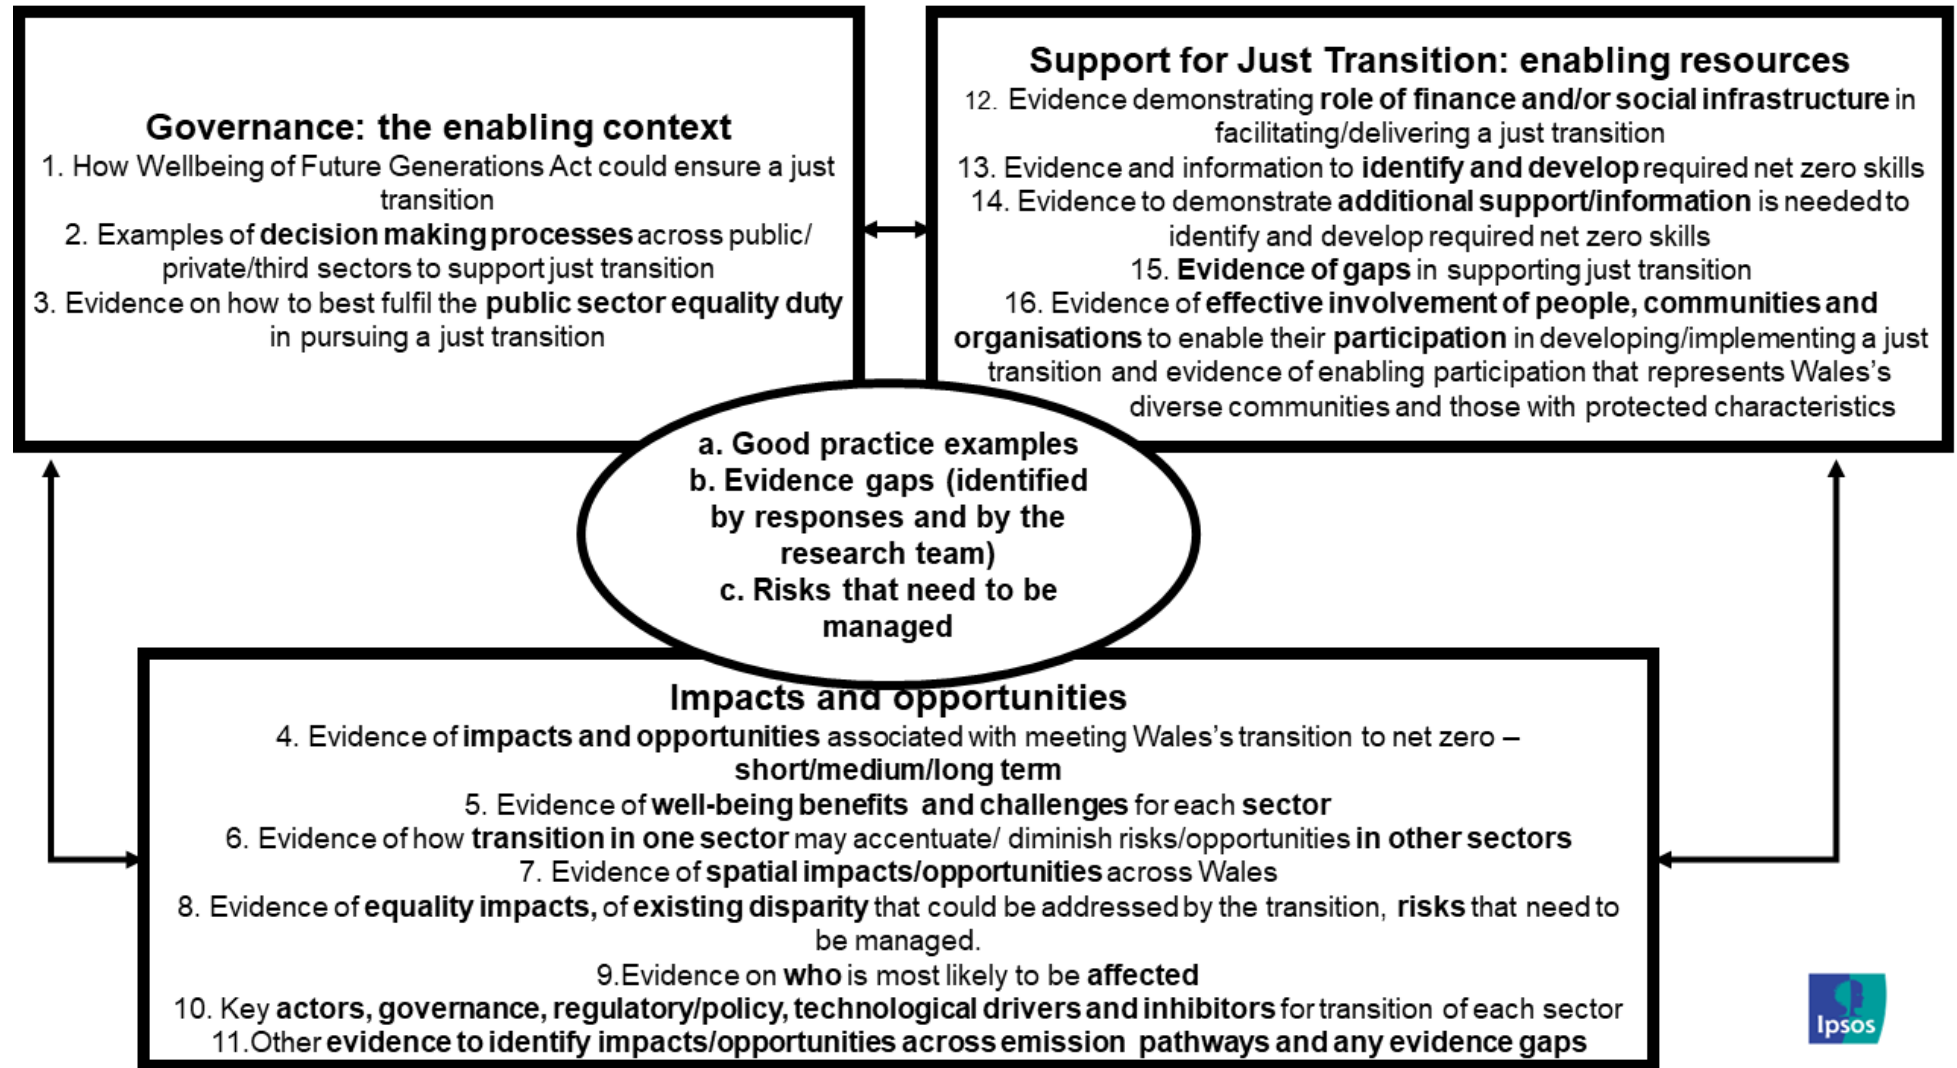 Governance: the enabling context
1. How Wellbeing of Future Generations Act could ensure a just
transition
2. Examples of decision making processes across public/
private/third sectors to support just transition
3. Evidence on how to best fulfil the public sector equality duty
in pursuing a just transition
Support for Just Transition: enabling resources
12. Evidence demonstrating role of finance and/or social infrastructure in
facilitating/delivering a just transition
13. Evidence and information to identify and develop required net zero skills
14. Evidence to demonstrate additional support/information is needed to
identify and develop required net zero skills
15. Evidence of gaps in supporting just transition
16. Evidence of effective involvement of people, communities and
organisations to enable their participation in developing/implementing a just
transition and evidence of enabling participation that represents Wales's
diverse communities and those with protected characteristics
a. Good practice examples
b. Evidence gaps (identified
by responses and by the
research team)
c. Risks that need to be
managed
Impacts and opportunities
4. Evidence of impacts and opportunities associated with meeting Wales's transition to net zero –
short/medium/long term
5. Evidence of well-being benefits and challenges for each sector
6. Evidence of how transition in one sector may accentuate/ diminish risks/opportunities in other sectors
7. Evidence of spatial impacts/opportunities across Wales
8. Evidence of equality impacts, of existing disparity that could be addressed by the transition, risks that need to
be managed.
9.Evidence on who is most likely to be affected
10. Key actors, governance, regulatory/policy, technological drivers and inhibitors for transition of each sector
11.Other evidence to identify impacts/opportunities across emission pathways and any evidence gaps
Ipsos